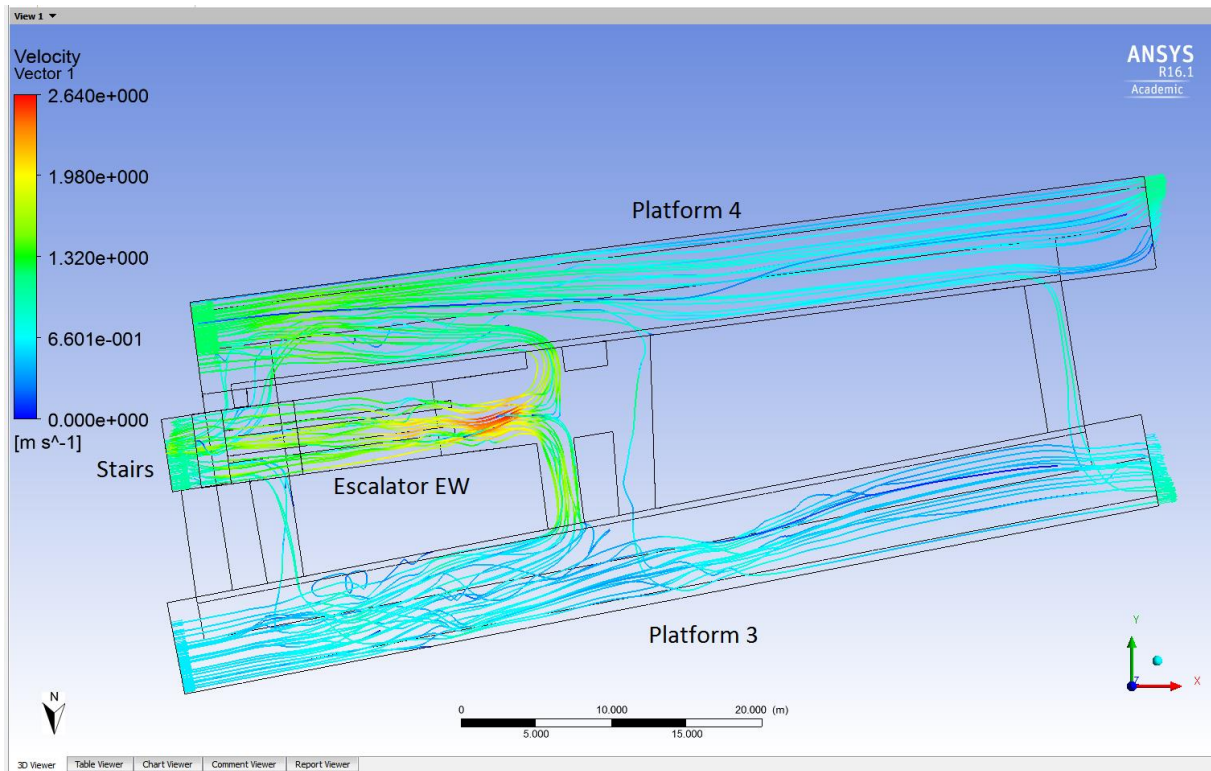 View 1
Velocity
Vector 1
2.640e+000
1.980e+000
1.320e+000
6.601e-001
0.000e+000
[m s^-1]
ANSYS
R16.1
Academic
Platform 4
Stairs
Escalator EW
Platform 3
N
0 10.000 20.000 (m)
5.000 15.000
Y
X
Z
3D Viewer Table Viewer Chart Viewer Comment Viewer Report Viewer